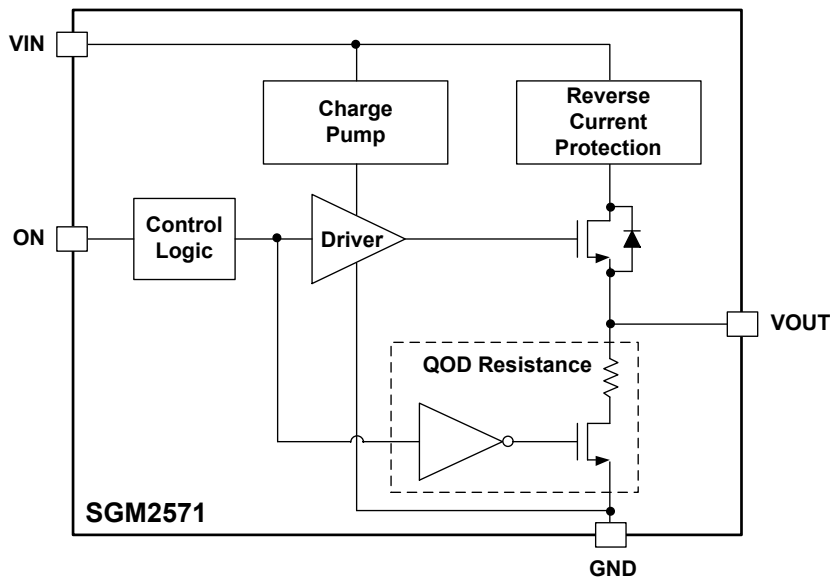 VIN
Charge
Pump
Reverse
Current
Protection
ON
Control
Logic
Driver
VOUT
QOD Resistance
SGM2571
GND